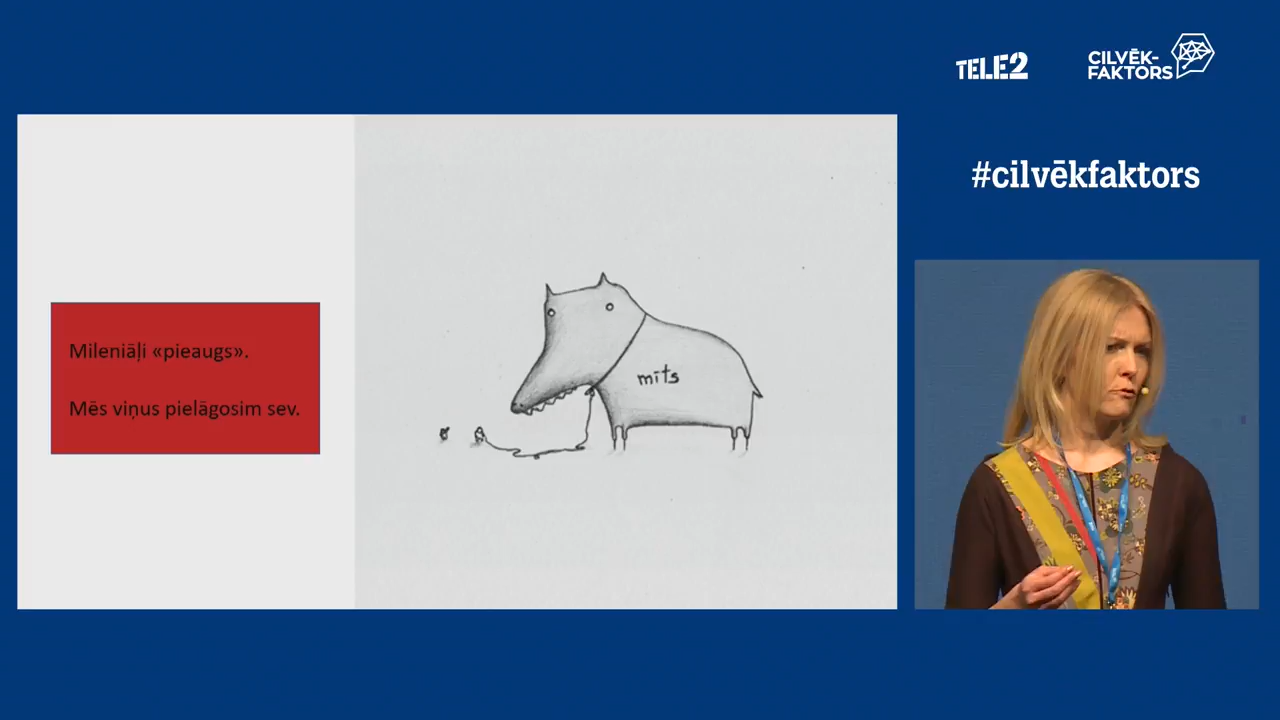 TELE2
CILVĒK-
FAKTORS
#cilvēkfaktors
Mileniāļi «pieaugs».
Mēs viņus pielāgosim sev.
mīts